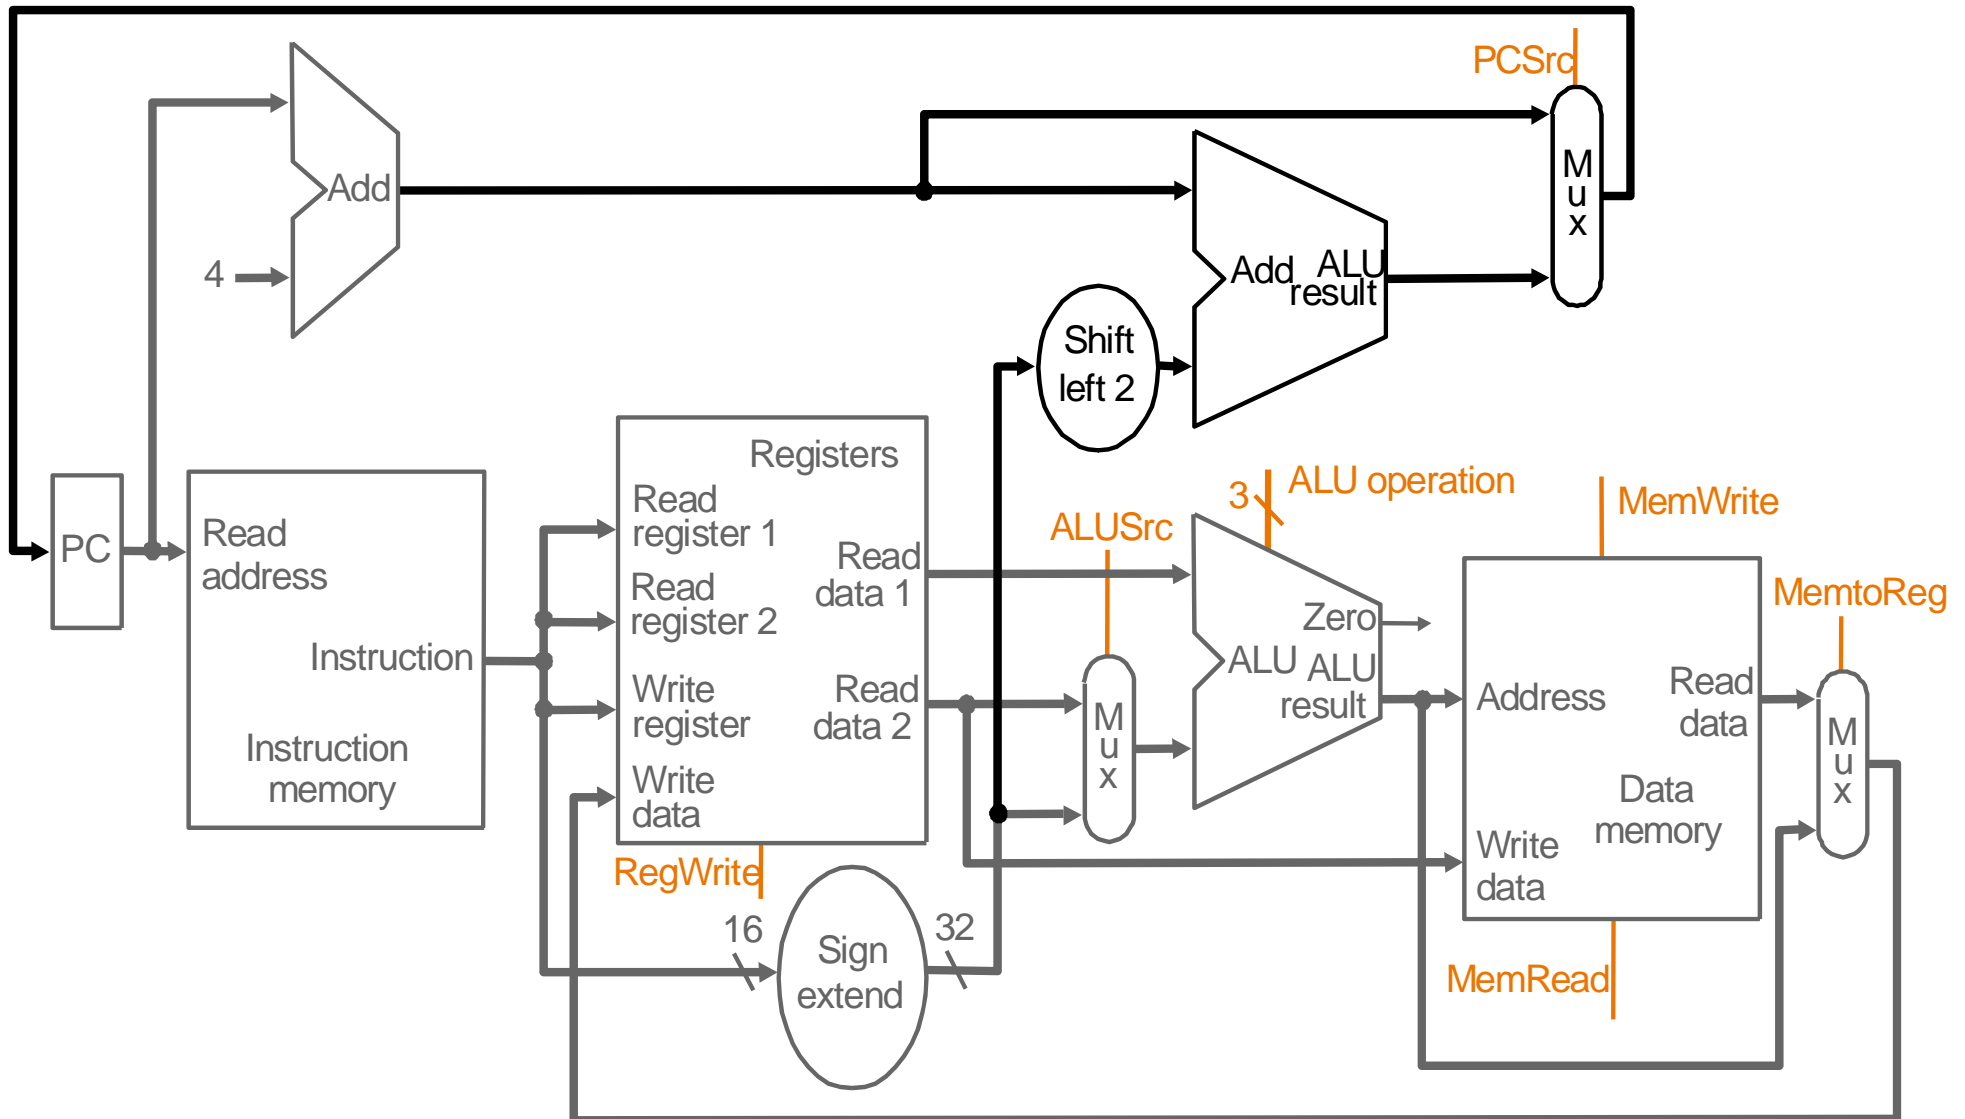 PCSrc
M
u
x
Add
4
Add
ALU
result
Shift
left 2
Registers
Read
register 1
Read
register 2
Write
register
Write
data
Read
data 1
Read
data 2
RegWrite
PC
Read
address
Instruction
Instruction
memory
16
Sign
extend
32
ALUSrc
M
u
x
3
ALU operation
Zero
ALU
ALU
result
MemWrite
Address
Read
data
Data
memory
Write
data
MemRead
MemtoReg
M
u
x